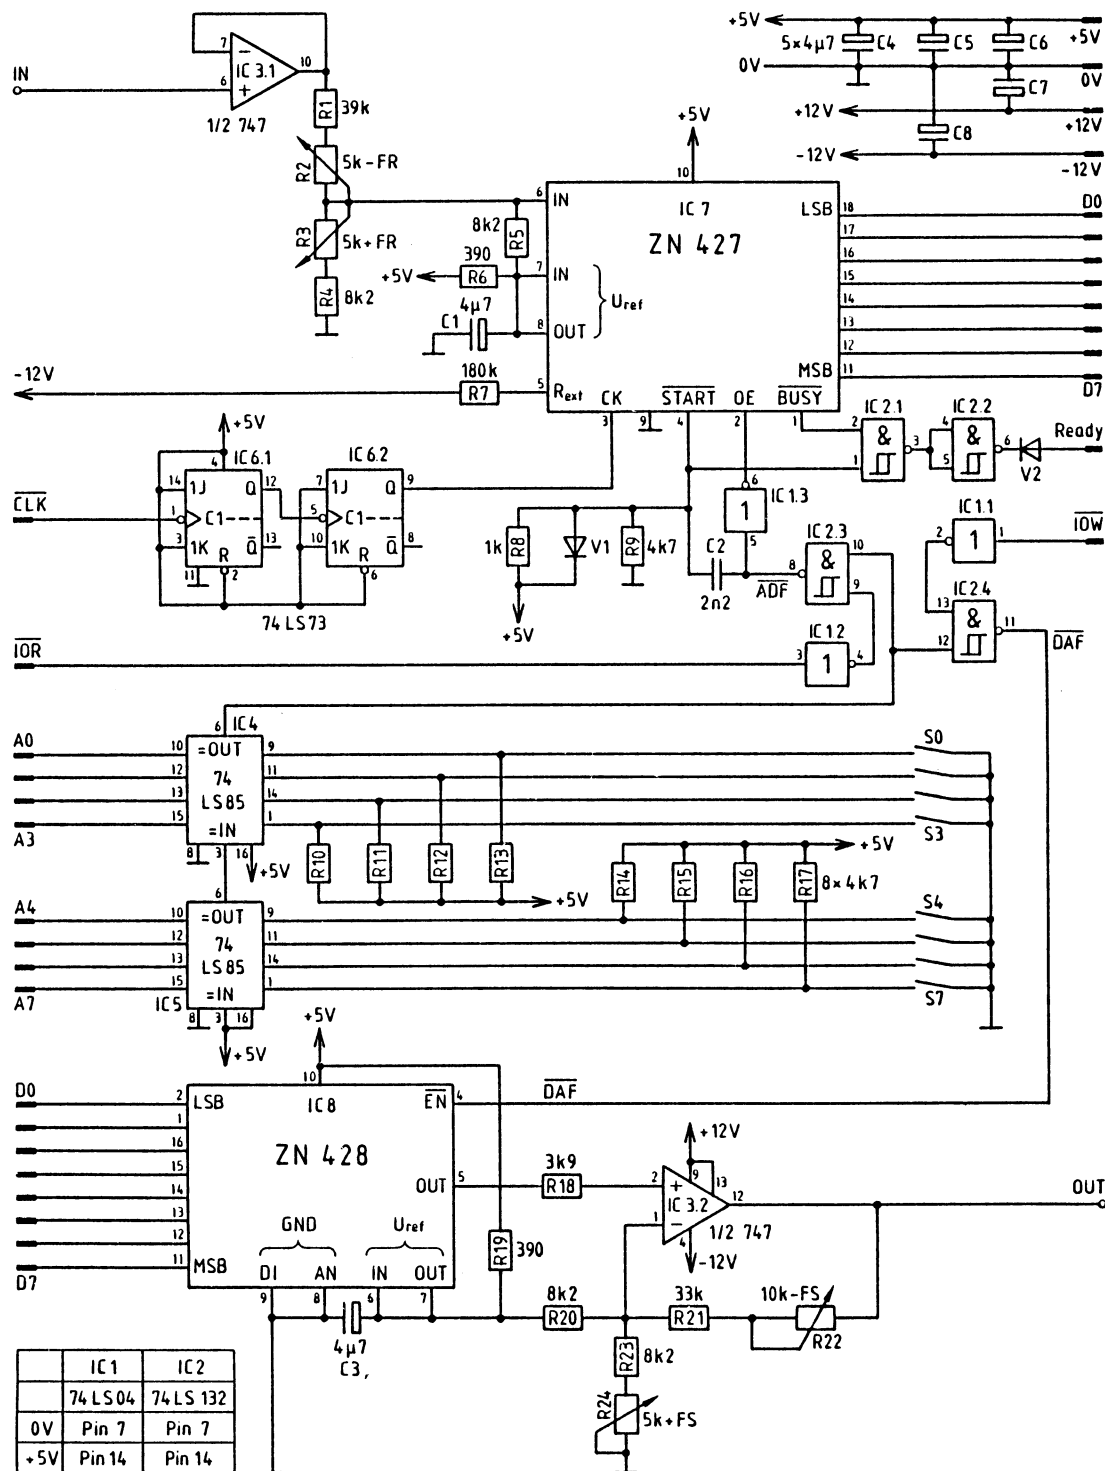 7 10 IC 3.1 6
IN
1/2 747
R1 39k
R2 5k-FR
R3 5k+FR
R4 8k2
+5V +5V
5×4µ7 C4 C5 C6
0V 0V
C7
+12V +12V
C8
-12V -12V
+5V
10
IC 7
ZN 427
6 IN
8k2 R5
390
+5V R6
7 IN
Uref
4µ7
C1
8 OUT
LSB 18 D0
17
16
15
14
13
12
MSB 11 D7
-12V
180k
R7
5 Rext CK START OE BUSY
3 9 4 2 1
IC 2.1 IC 2.2
2 & 3 4 & 6
1 5
Ready
V2
+5V
IC 6.1 IC 6.2
4
14 1J Q 12 7 1J Q 9
CLK
1 C1 5 C1
3 1K R Q 13 10 1K R Q 8
11 2 6
74 LS73
1k R8 V1 R9 4k7
+5V
C2
2n2
6 IC 1.3
1
5
ADF
IC 2.3
8 & 10
9
IC 1.1
2 1 1
IOW
IC 2.4
13 & 11
12
DAF
IC 1.2
3 1 4
IOR
6 IC4
A0 10 =OUT 9 S0
12 74 11
13 LS85 14
A3 15 =IN 1 S3
8 3 16
+5V
R10 R11 R12 R13
+5V
+5V
R14 R15 R16 R17 8×4k7
6
A4 10 =OUT 9 S4
12 74 11
13 LS85 14
A7 15 =IN 1 S7
IC5
8 3 16
+5V
+5V
10
D0 2 LSB IC8 EN 4 DAF
1
16
ZN 428
15
14 OUT 5
13
12
D7 11 MSB
GND Uref
DI AN IN OUT
9 8 6 7
4µ7
C3,
3k9
R18
R19 390
+12V
9 13
2 + 12
IC 3.2
1 -
1/2 747
4
-12V
OUT
8k2
R20
33k
R21
10k-FS
R22
R23 8k2
R24 5k+FS
IC1 IC2
74 LS04 74 LS 132
0V Pin 7 Pin 7
+5V Pin 14 Pin 14